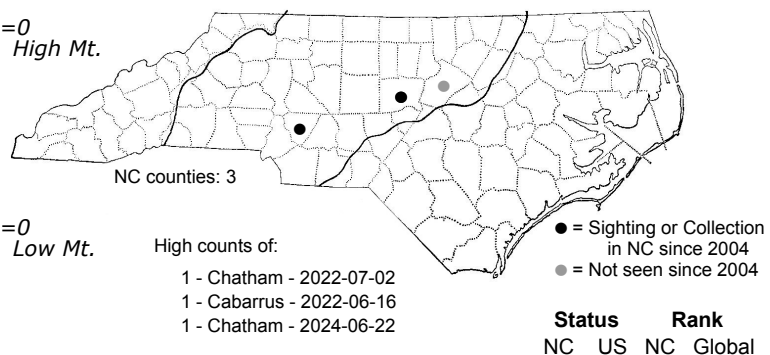 =0
High Mt.
NC counties: 3
=0
Low Mt.
High counts of:
1 - Chatham - 2022-07-02
1 - Cabarrus - 2022-06-16
1 - Chatham - 2024-06-22
● = Sighting or Collection
in NC since 2004
● = Not seen since 2004
Status Rank
NC US NC Global